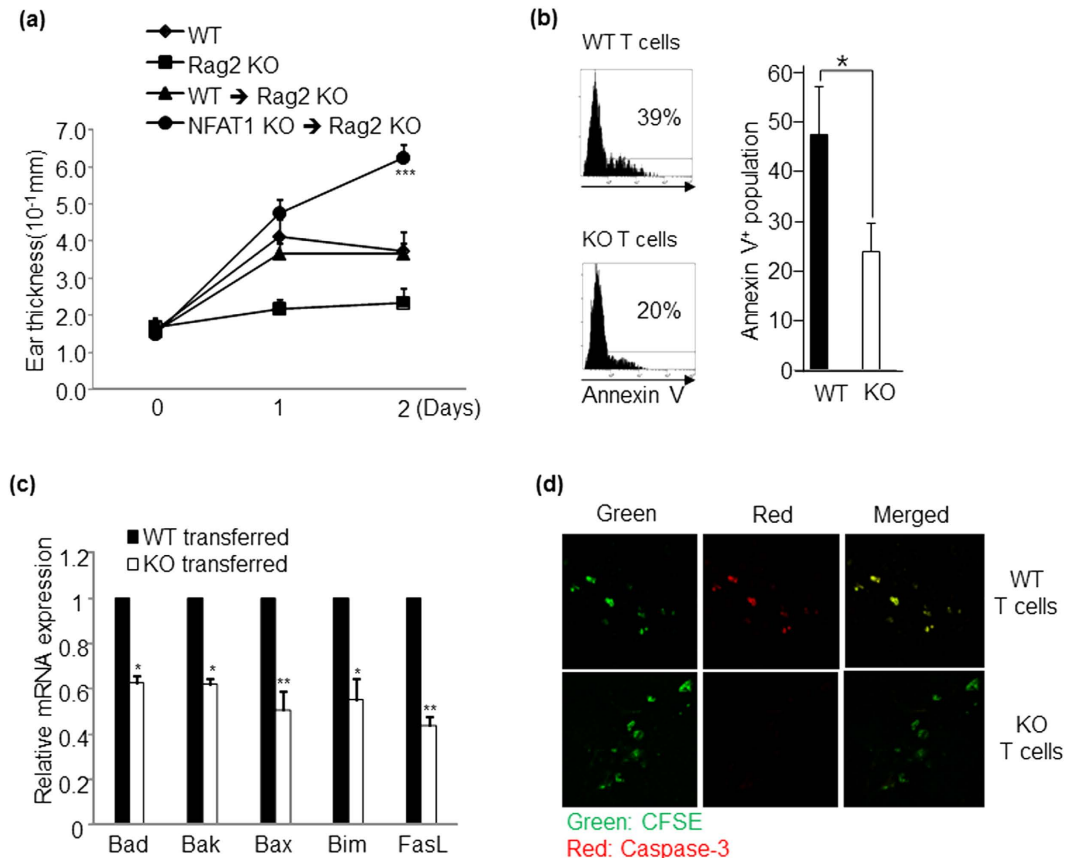 (a)
WT
Rag2 KO
WT ➔ Rag2 KO
NFAT1 KO ➔ Rag2 KO
Ear thickness(10-1mm)
7.0
6.0
5.0
4.0
3.0
2.0
1.0
0.0
***
0 1 2 (Days)
(b)
WT T cells
39%
KO T cells
20%
Annexin V
Annexin V+ population
60
50
40
30
20
10
0
*
WT KO
(c)
WT transferred
KO transferred
Relative mRNA expression
1.2
1
0.8
0.6
0.4
0.2
0
* * ** * **
Bad Bak Bax Bim FasL
(d)
Green Red Merged
WT
T cells
KO
T cells
Green: CFSE
Red: Caspase-3